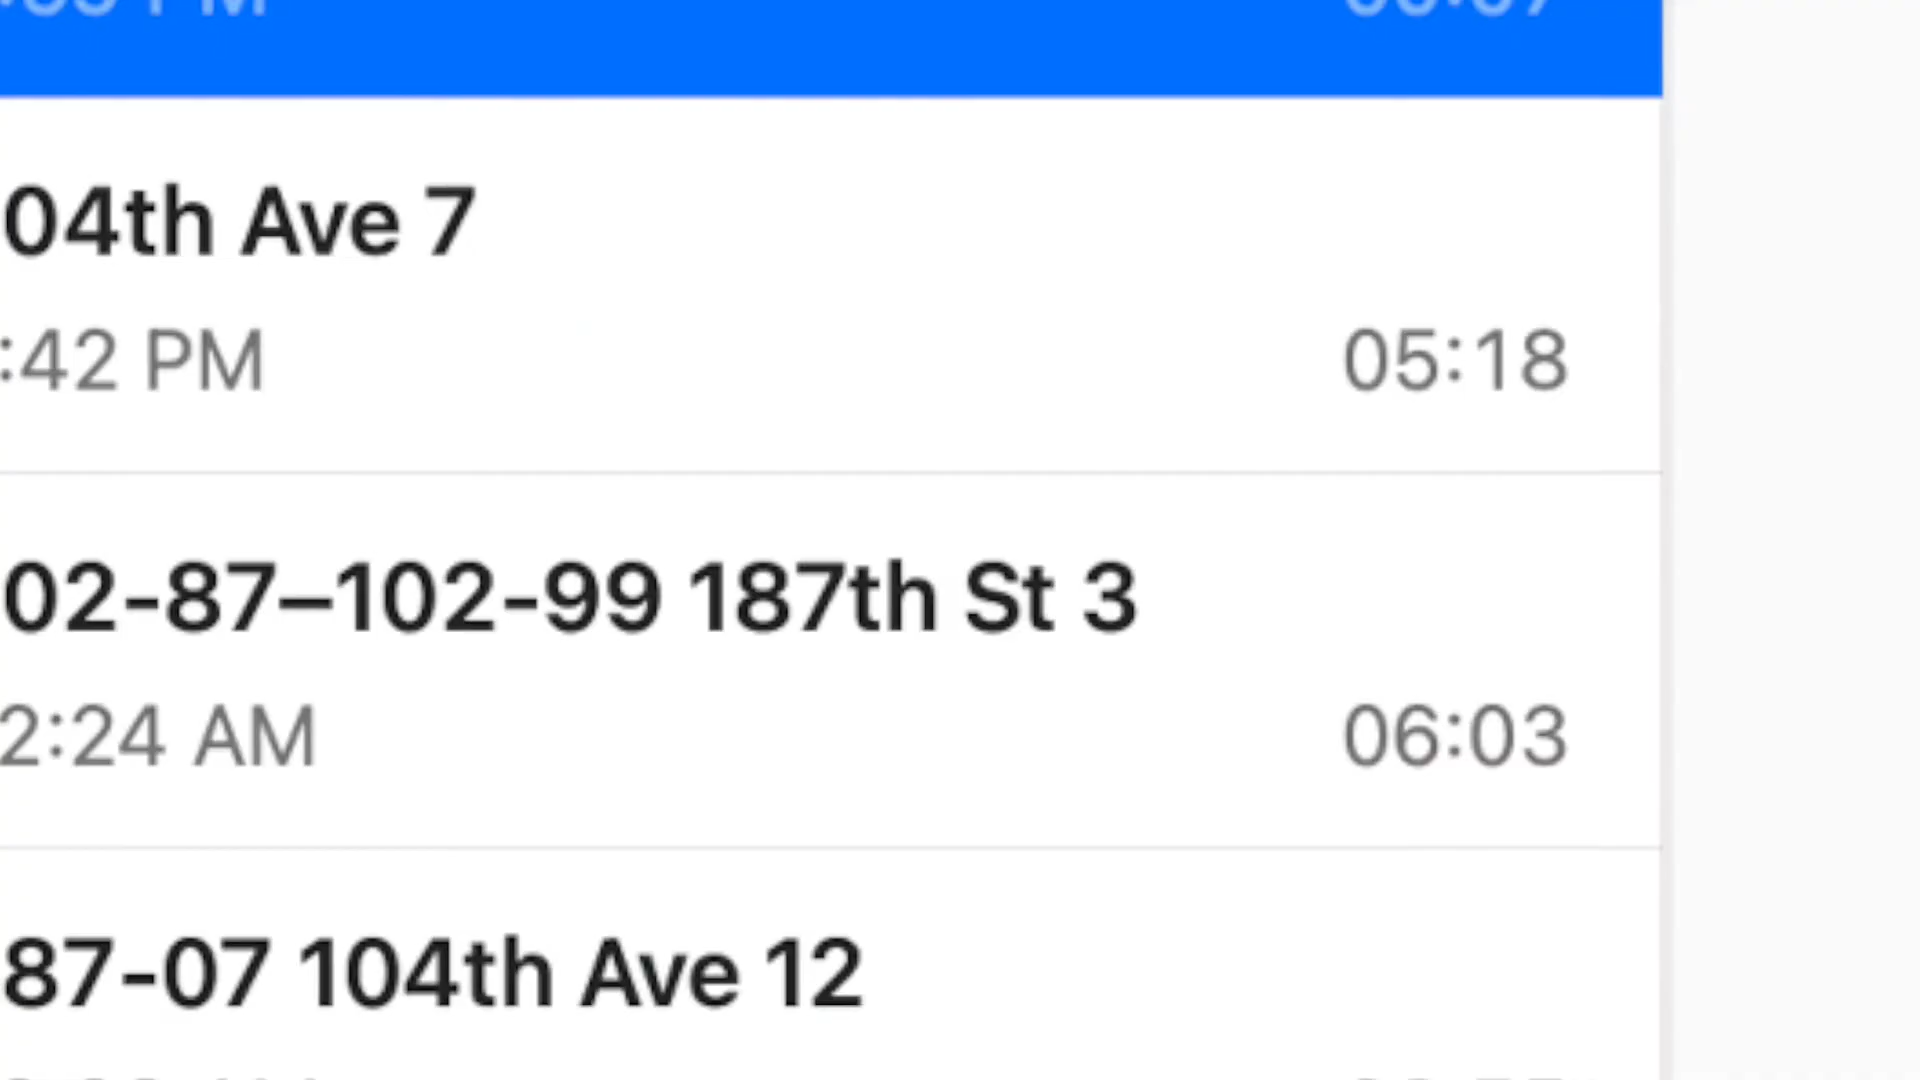 04th Ave 7
:42 PM 05:18
02-87–102-99 187th St 3
2:24 AM 06:03
87-07 104th Ave 12